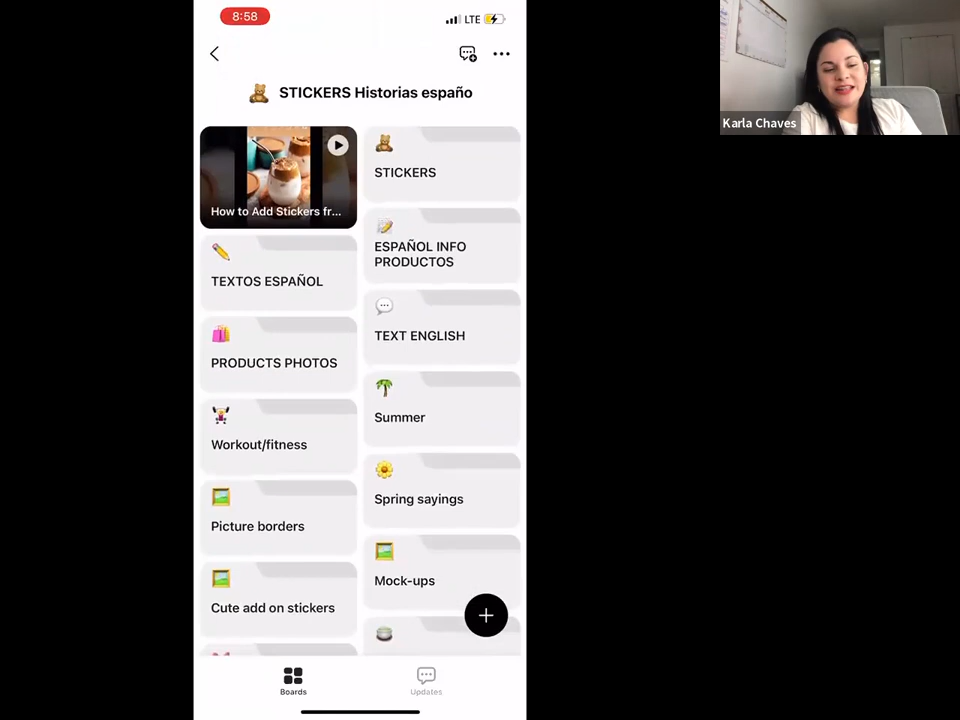 8:58
LTE
STICKERS Historias españo
How to Add Stickers fr...
STICKERS
TEXTOS ESPAÑOL
ESPAÑOL INFO
PRODUCTOS
PRODUCTS PHOTOS
TEXT ENGLISH
Workout/fitness
Summer
Picture borders
Spring sayings
Cute add on stickers
Mock-ups
Boards
Updates
Karla Chaves